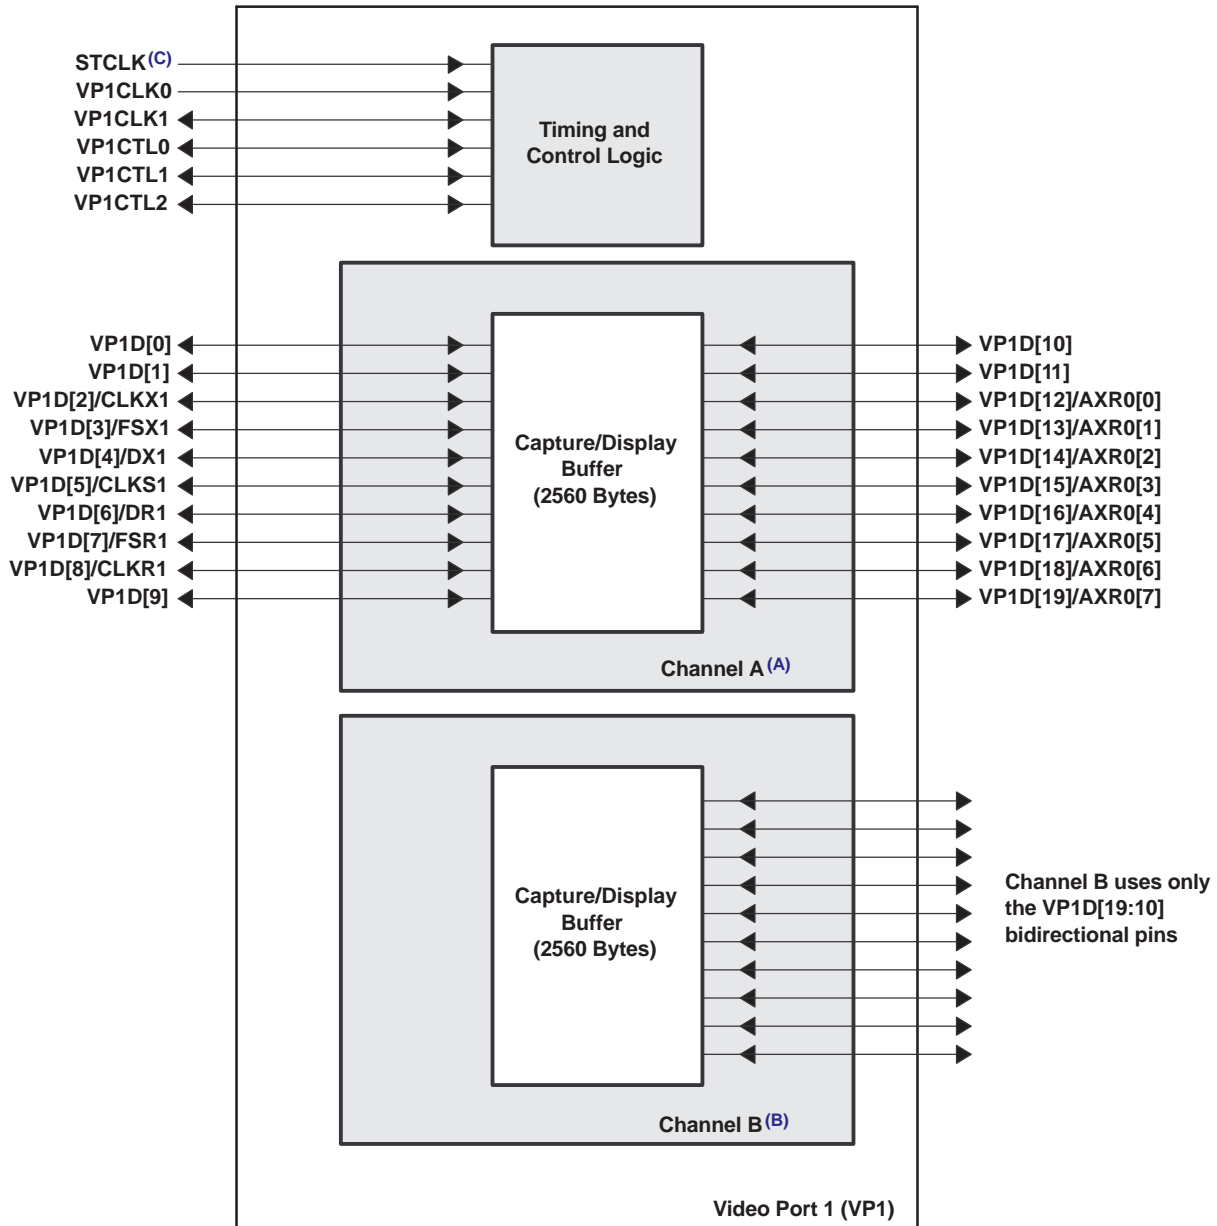 STCLK(C)
VP1CLK0
VP1CLK1
VP1CTL0
VP1CTL1
VP1CTL2
Timing and
Control Logic
VP1D[0]
VP1D[1]
VP1D[2]/CLKX1
VP1D[3]/FSX1
VP1D[4]/DX1
VP1D[5]/CLKS1
VP1D[6]/DR1
VP1D[7]/FSR1
VP1D[8]/CLKR1
VP1D[9]
Capture/Display
Buffer
(2560 Bytes)
VP1D[10]
VP1D[11]
VP1D[12]/AXR0[0]
VP1D[13]/AXR0[1]
VP1D[14]/AXR0[2]
VP1D[15]/AXR0[3]
VP1D[16]/AXR0[4]
VP1D[17]/AXR0[5]
VP1D[18]/AXR0[6]
VP1D[19]/AXR0[7]
Channel A(A)
Capture/Display
Buffer
(2560 Bytes)
Channel B uses only
the VP1D[19:10]
bidirectional pins
Channel B(B)
Video Port 1 (VP1)